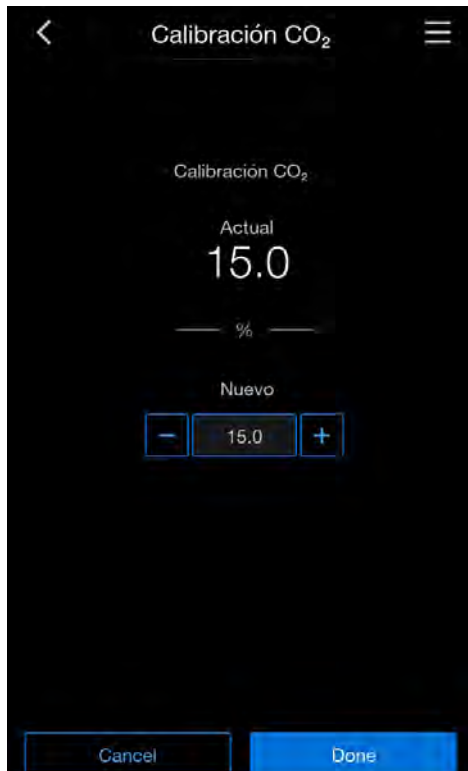 Calibración CO₂
Calibración CO₂
Actual
15.0
%
Nuevo
− 15.0 +
Cancel Done